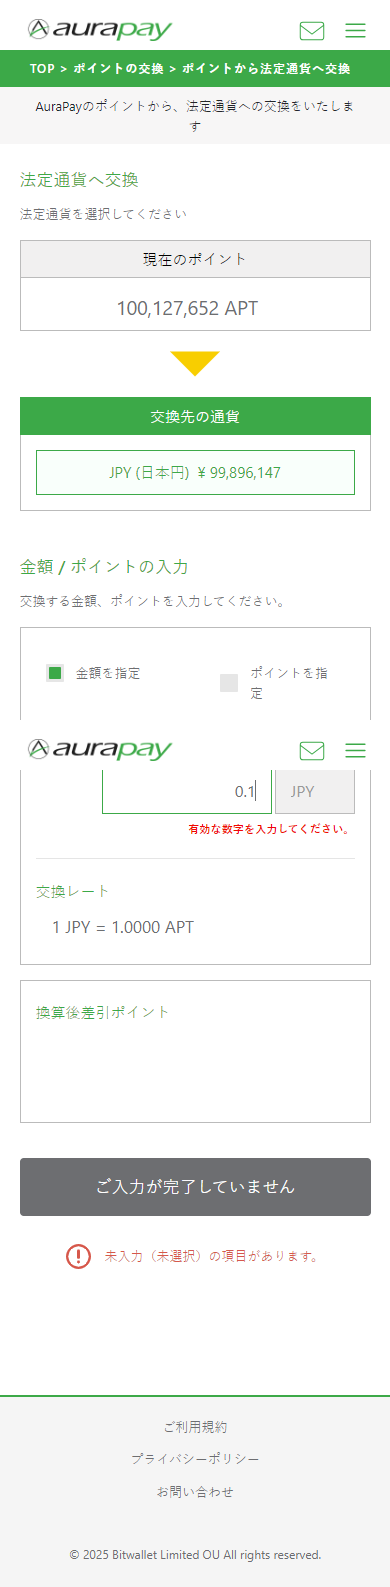 aurapay
TOP > ポイントの交換 > ポイントから法定通貨へ交換
AuraPayのポイントから、法定通貨への交換をいたしま
す
法定通貨へ交換
法定通貨を選択してください
現在のポイント
100,127,652 APT
交換先の通貨
JPY (日本円) ¥ 99,896,147
金額 / ポイントの入力
交換する金額、ポイントを入力してください。
金額を指定
ポイントを指
定
aurapay
0.1
JPY
有効な数字を入力してください。
交換レート
1 JPY = 1.0000 APT
換算後差引ポイント
ご入力が完了していません
未入力（未選択）の項目があります。
ご利用規約
プライバシーポリシー
お問い合わせ
© 2025 Bitwallet Limited OU All rights reserved.